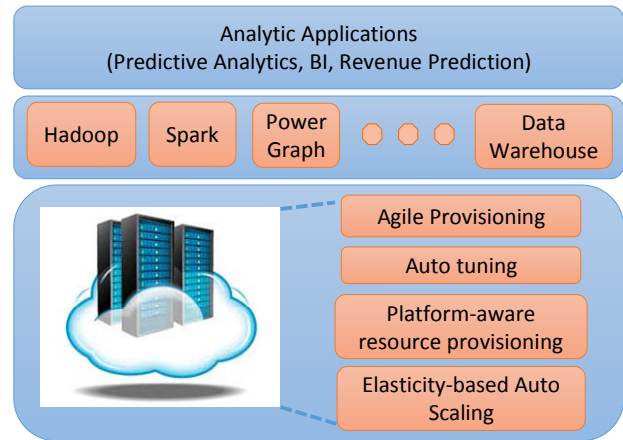 Analytic Applications
(Predictive Analytics, BI, Revenue Prediction)
Hadoop
Spark
Power
Graph
Data
Warehouse
Agile Provisioning
Auto tuning
Platform-aware
resource provisioning
Elasticity-based Auto
Scaling